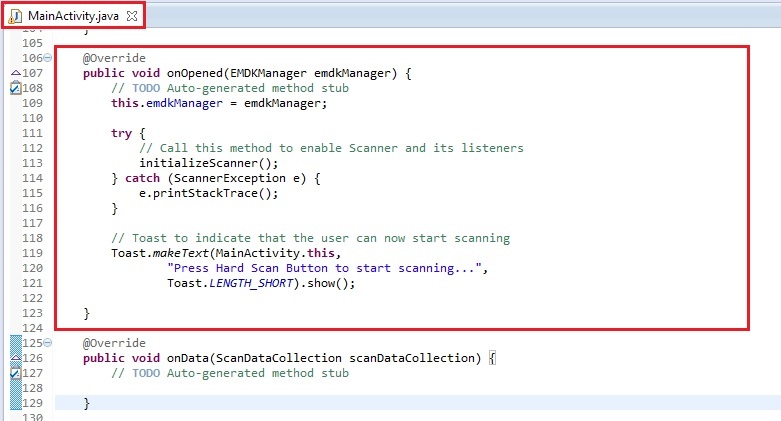 MainActivity.java
105
106 @Override
107 public void onOpened(EMDKManager emdkManager) {
108 // TODO Auto-generated method stub
109 this.emdkManager = emdkManager;
110
111 try {
112 // Call this method to enable Scanner and its listeners
113 initializeScanner();
114 } catch (ScannerException e) {
115 e.printStackTrace();
116 }
117
118 // Toast to indicate that the user can now start scanning
119 Toast.makeText(MainActivity.this,
120 "Press Hard Scan Button to start scanning...",
121 Toast.LENGTH_SHORT).show();
122
123 }
124
125 @Override
126 public void onData(ScanDataCollection scanDataCollection) {
127 // TODO Auto-generated method stub
128
129 }
130